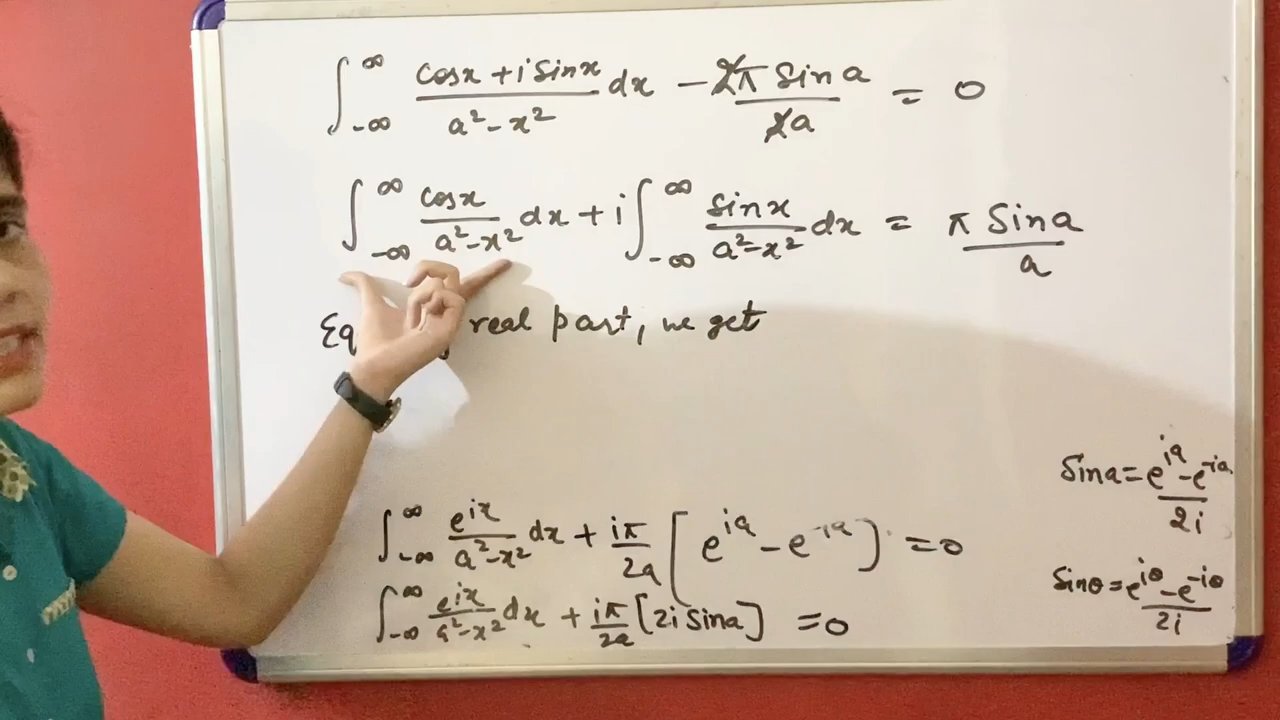 ∫_{-∞}^{∞} (cosx + i sinx)/(a² - x²) dx - 2π Sin a/2a = 0
∫_{-∞}^{∞} cosx/(a² - x²) dx + i ∫_{-∞}^{∞} sinx/(a² - x²) dx = π Sin a/a
real part, we get
Sin a = (e^{ia} - e^{-ia})/2i
∫_{-∞}^{∞} e^{ix}/(a² - x²) dx + iπ/2a [e^{ia} - e^{-ia}] = 0
Sinθ = (e^{iθ} - e^{-iθ})/2i
∫_{-∞}^{∞} e^{ix}/(a² - x²) dx + iπ/2a [2i Sin a] = 0